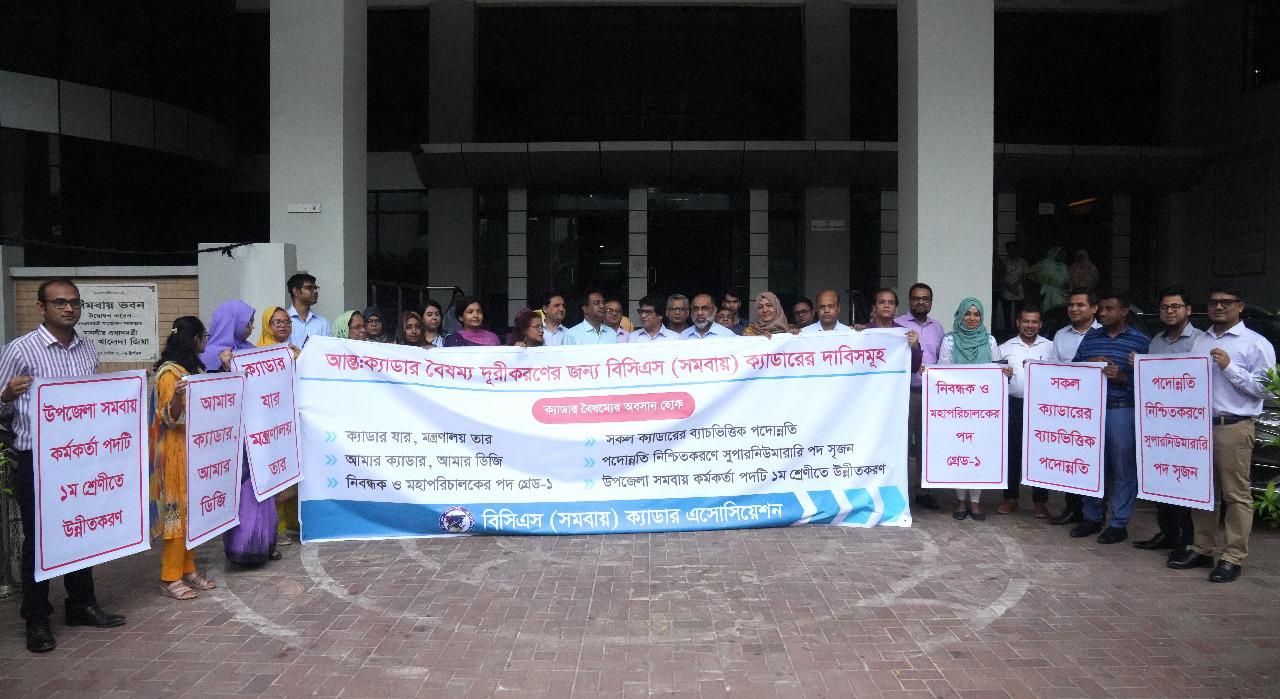 সমবায় ভবন
উদ্বোধন করেন
খালেদা জিয়া
উপজেলা সমবায়
কর্মকর্তা পদটি
১ম শ্রেণীতে
উন্নীতকরণ
আমার
ক্যাডার,
আমার
ডিজি
ক্যাডার
যার
মন্ত্রণালয়
তার
আন্ত:ক্যাডার বৈষম্য দূরীকরণের জন্য বিসিএস (সমবায়) ক্যাডারের দাবিসমূহ
ক্যাডার বৈষম্যের অবসান হোক
ক্যাডার যার, মন্ত্রণালয় তার
আমার ক্যাডার, আমার ডিজি
নিবন্ধক ও মহাপরিচালকের পদ গ্রেড-১
সকল ক্যাডারের ব্যাচভিত্তিক পদোন্নতি
পদোন্নতি নিশ্চিতকরণে সুপারনিউমারারি পদ সৃজন
উপজেলা সমবায় কর্মকর্তা পদটি ১ম শ্রেণীতে উন্নীতকরণ
বিসিএস (সমবায়) ক্যাডার এসোসিয়েশন
নিবন্ধক ও
মহাপরিচালকের
পদ
গ্রেড-১
সকল
ক্যাডারের
ব্যাচভিত্তিক
পদোন্নতি
পদোন্নতি
নিশ্চিতকরণে
সুপারনিউমারারি
পদ সৃজন